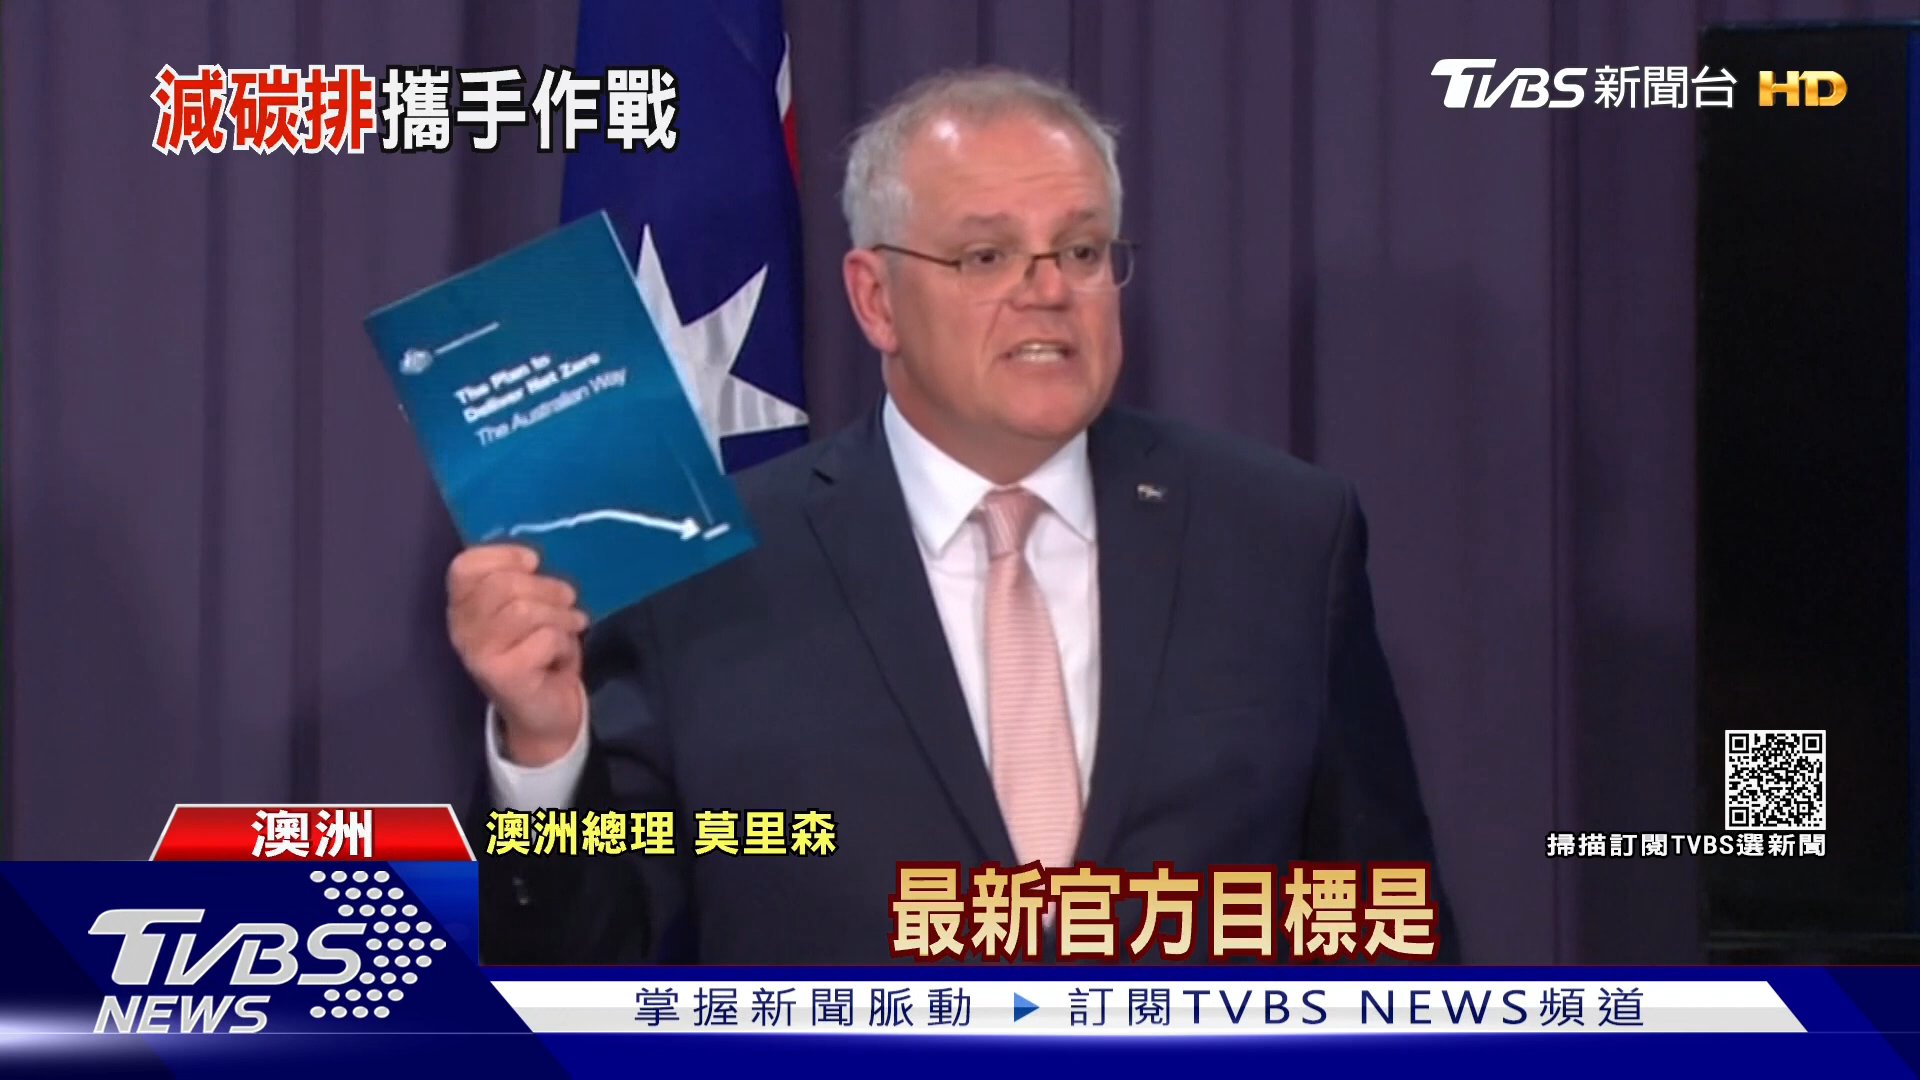 減碳排攜手作戰
TVBS新聞台 HD
The Plan to
Deliver Net Zero
The Australian Way
掃描訂閱TVBS選新聞
澳洲
澳洲總理 莫里森
最新官方目標是
TVBS
NEWS
掌握新聞脈動 ▶ 訂閱TVBS NEWS頻道